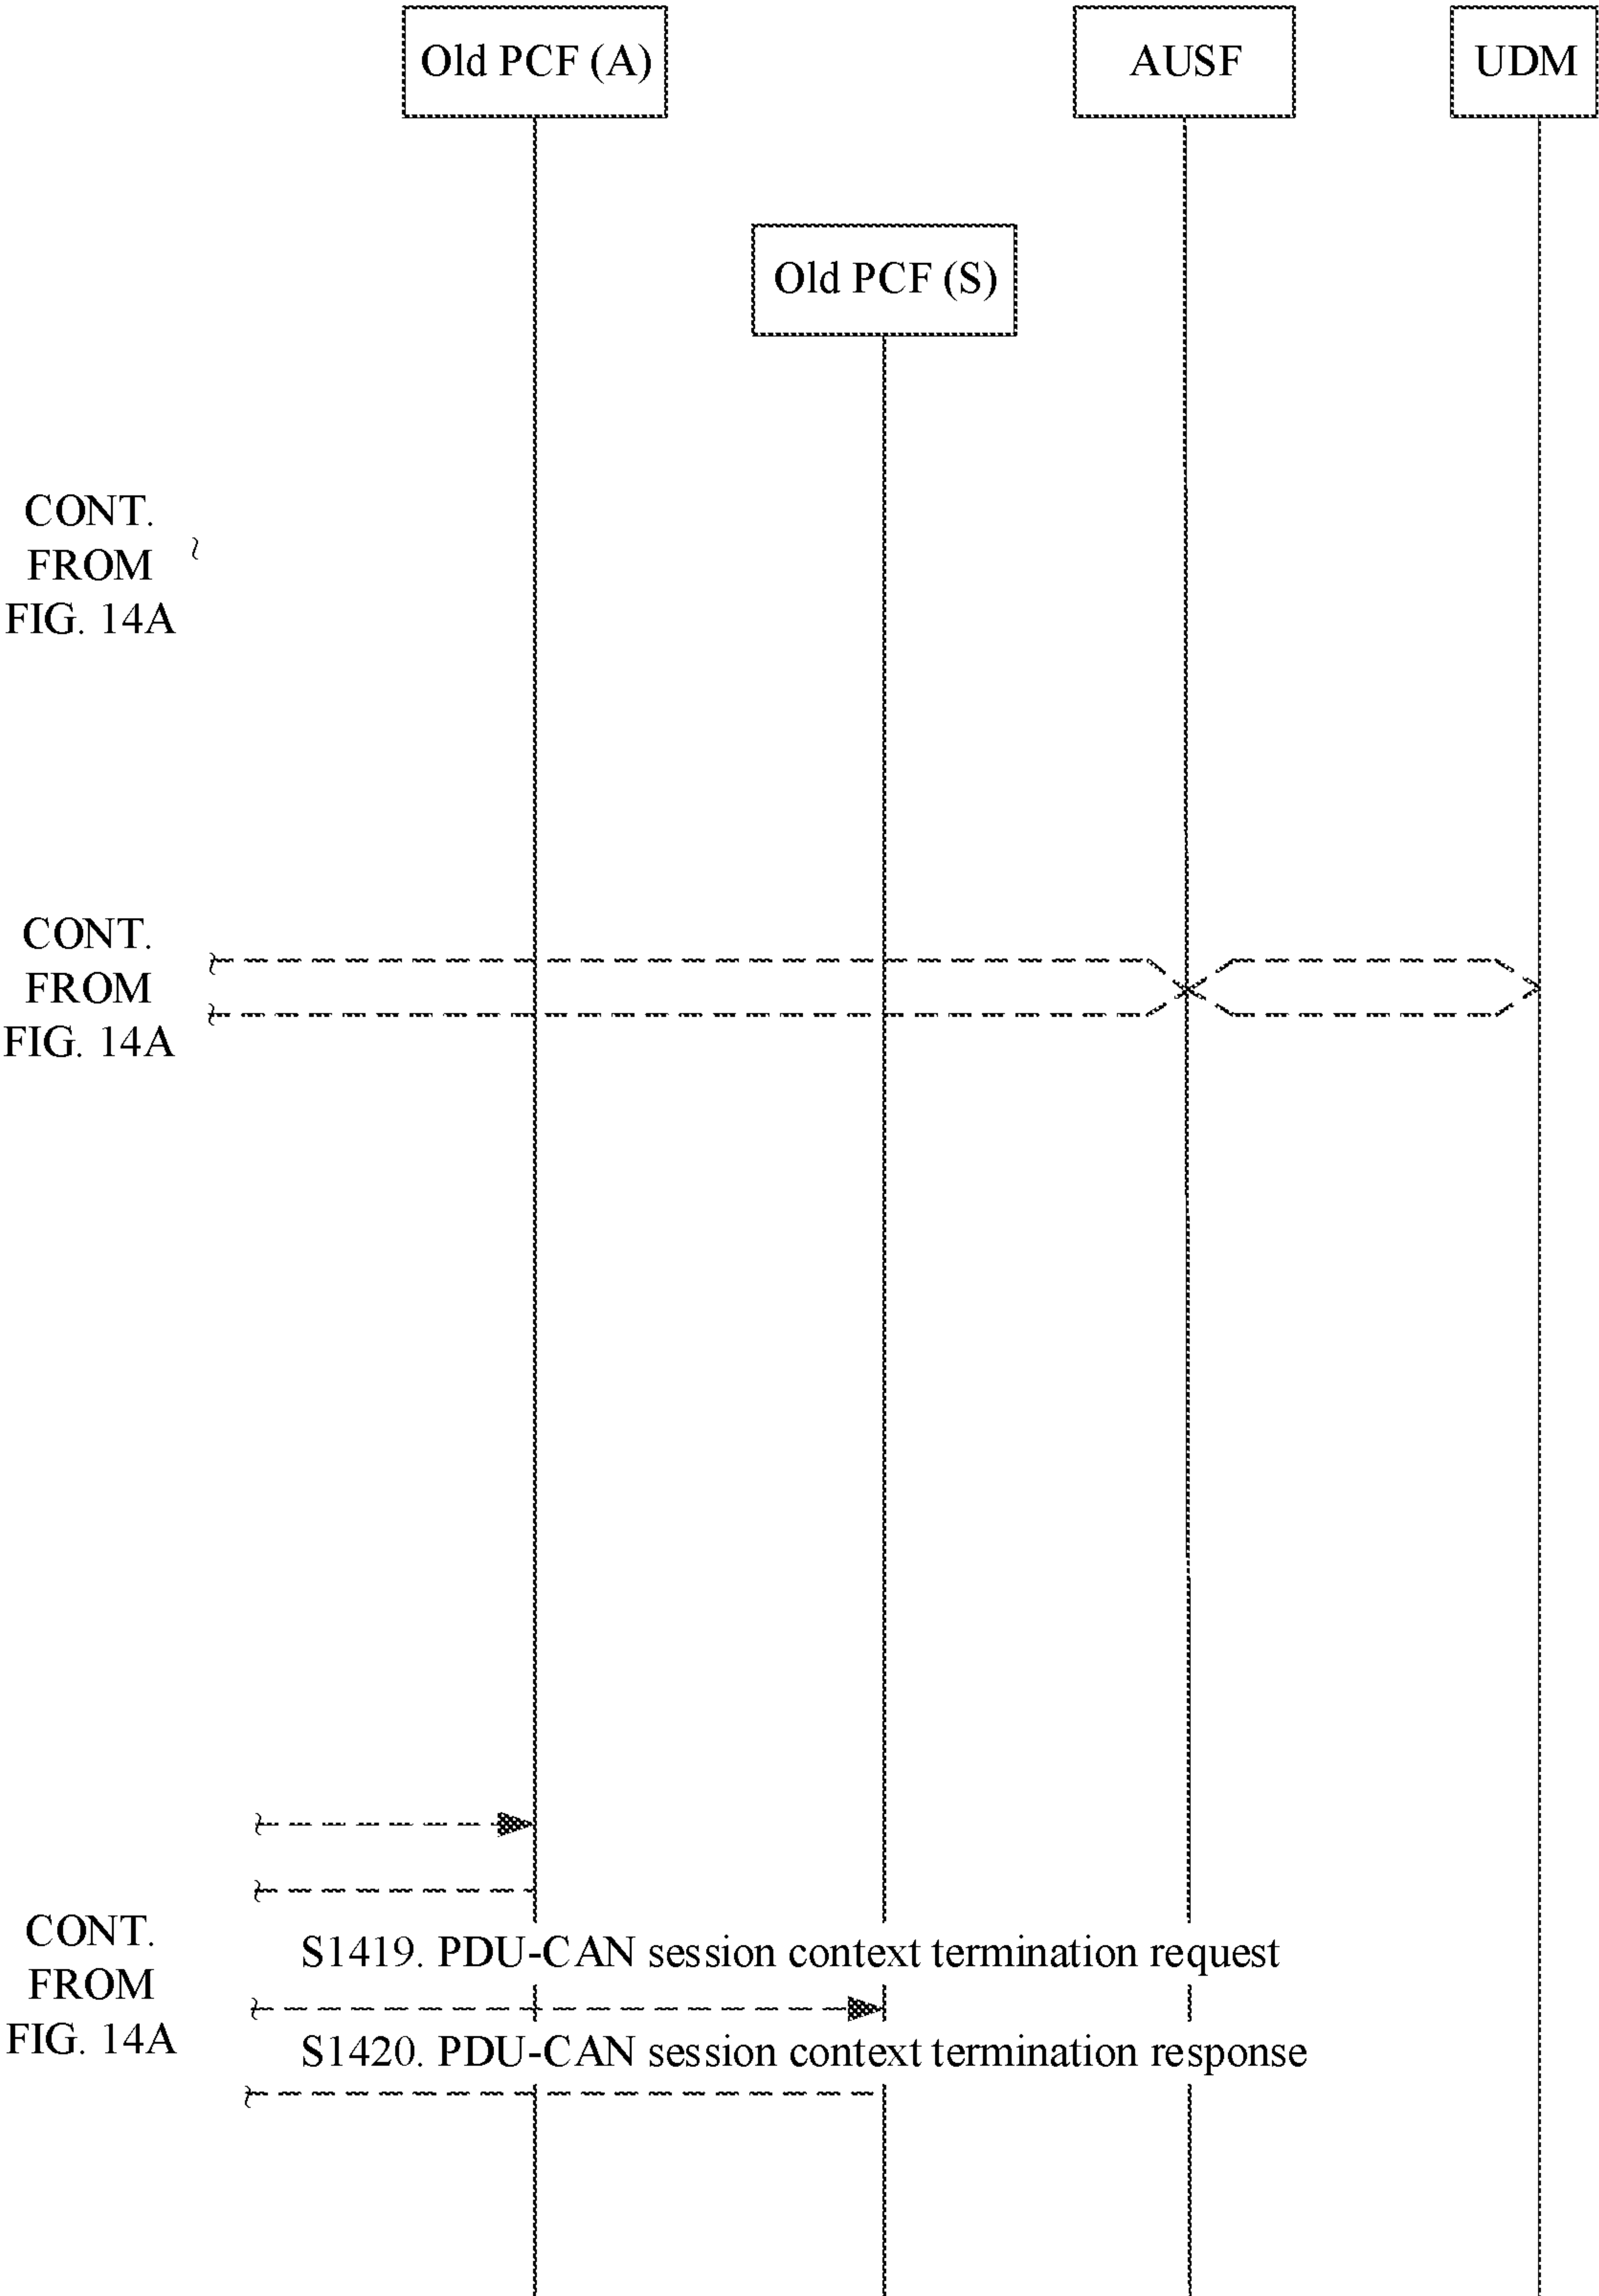 Old PCF (A)
AUSF
UDM
Old PCF (S)
CONT.
FROM
FIG. 14A
CONT.
FROM
FIG. 14A
S1419. PDU-CAN session context termination request
CONT.
FROM
FIG. 14A
S1420. PDU-CAN session context termination response